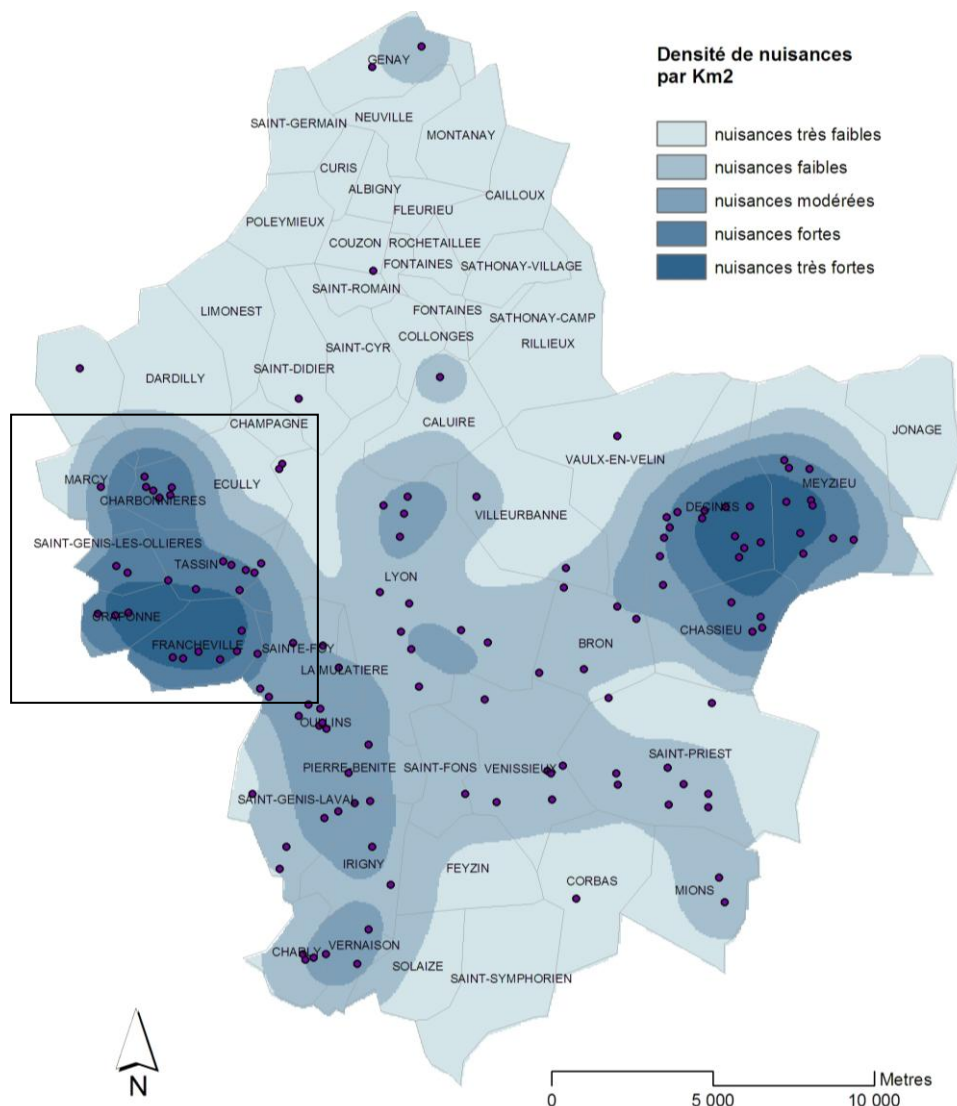 Densité de nuisances
par Km2
nuisances très faibles
nuisances faibles
nuisances modérées
nuisances fortes
nuisances très fortes
GENAY
NEUVILLE
SAINT-GERMAIN
MONTANAY
CURIS
ALBIGNY
CAILLOUX
FLEURIEU
POLEYMIEUX
COUZON
ROCHETAILLEE
FONTAINES
SATHONAY-VILLAGE
SAINT-ROMAIN
LIMONEST
FONTAINES
SATHONAY-CAMP
COLLONGES
RILLIEUX
SAINT-CYR
SAINT-DIDIER
DARDILLY
CHAMPAGNE
CALUIRE
JONAGE
VAULX-EN-VELIN
MARCY
ECULLY
MEYZIEU
CHARBONNIERES
DECINES
VILLEURBANNE
SAINT-GENIS-LES-OLLIERES
TASSIN
LYON
CRAPONNE
CHASSIEU
FRANCHEVILLE
SAINTE-FOY
BRON
LA MULATIERE
OULLINS
SAINT-PRIEST
PIERRE-BENITE
SAINT-FONS
VENISSIEUX
SAINT-GENIS-LAVAL
IRIGNY
FEYZIN
CORBAS
MIONS
CHARLY
VERNAISON
SOLAIZE
SAINT-SYMPHORIEN
N
Metres
0
5 000
10 000